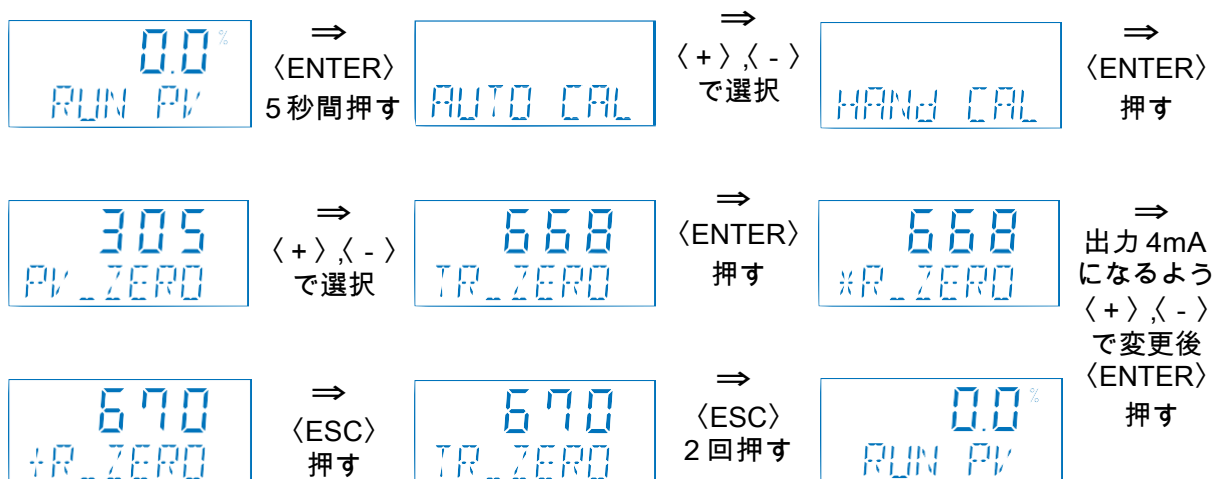 0.0%
RUN PV
⇒
〈ENTER〉
5秒間押す
AUTO CAL
⇒
〈 + 〉,〈 - 〉
で選択
HANd CAL
⇒
〈ENTER〉
押す
305
PV_ZERO
⇒
〈 + 〉,〈 - 〉
で選択
668
TR_ZERO
⇒
〈ENTER〉
押す
668
*R_ZERO
⇒
出力 4mA
になるよう
〈 + 〉,〈 - 〉
で変更後
〈ENTER〉
押す
670
+R_ZERO
⇒
〈ESC〉
押す
670
TR_ZERO
⇒
〈ESC〉
2回押す
0.0%
RUN PV